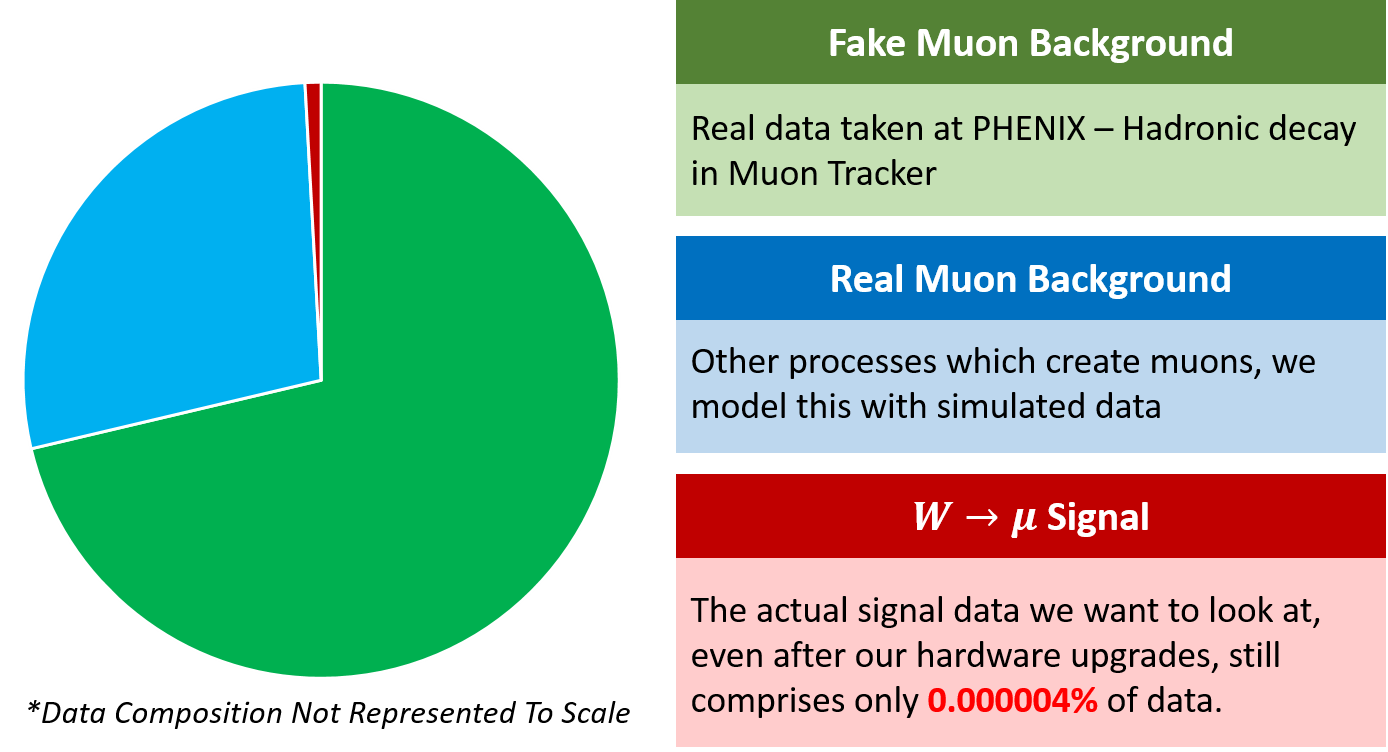 Fake Muon Background
Real data taken at PHENIX – Hadronic decay
in Muon Tracker
Real Muon Background
Other processes which create muons, we
model this with simulated data
W → μ Signal
The actual signal data we want to look at,
even after our hardware upgrades, still
comprises only 0.000004% of data.
*Data Composition Not Represented To Scale